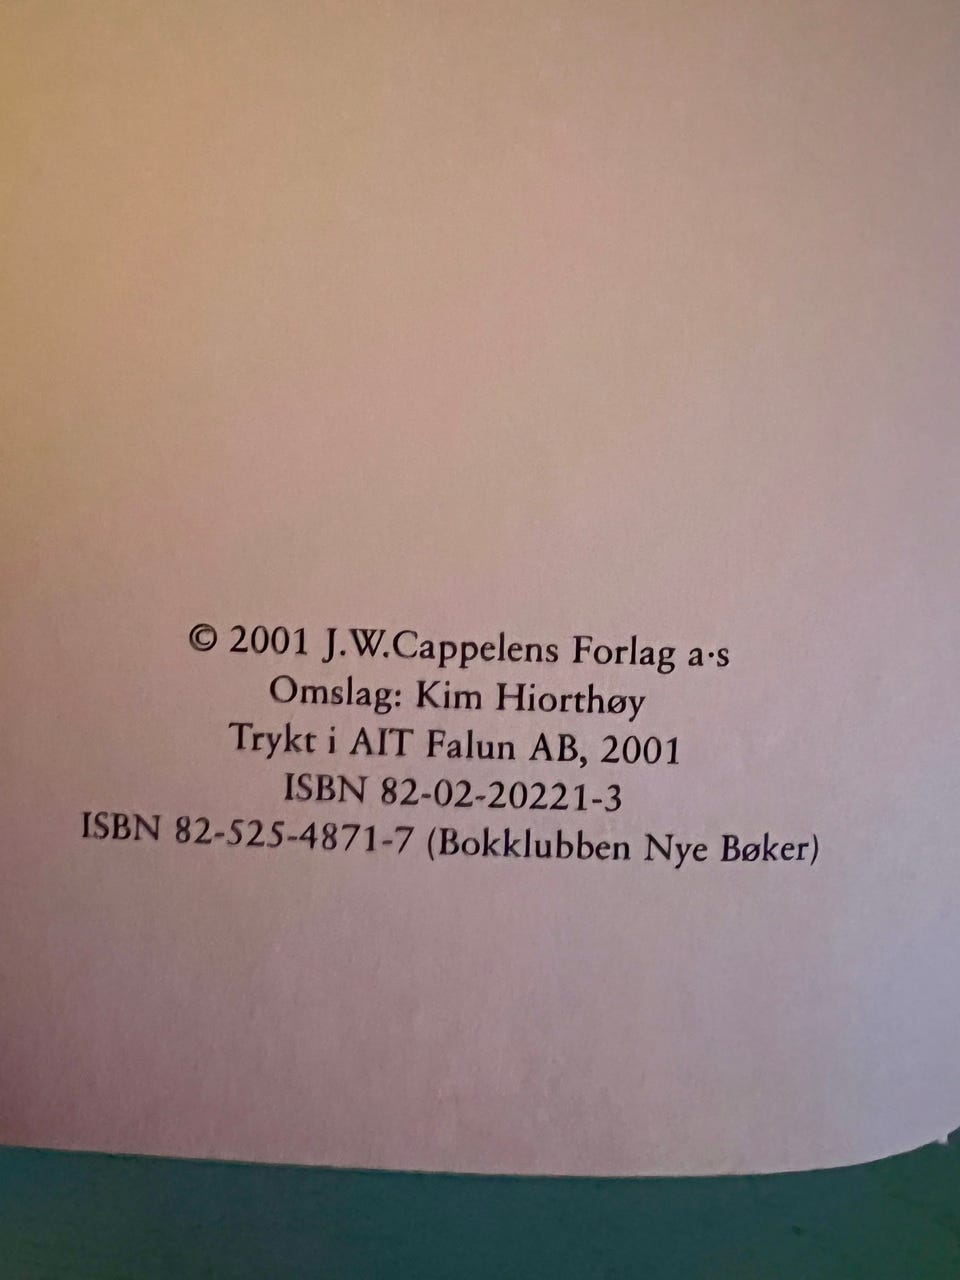 © 2001 J.W.Cappelens Forlag a·s
Omslag: Kim Hiorthøy
Trykt i AIT Falun AB, 2001
ISBN 82-02-20221-3
ISBN 82-525-4871-7 (Bokklubben Nye Bøker)